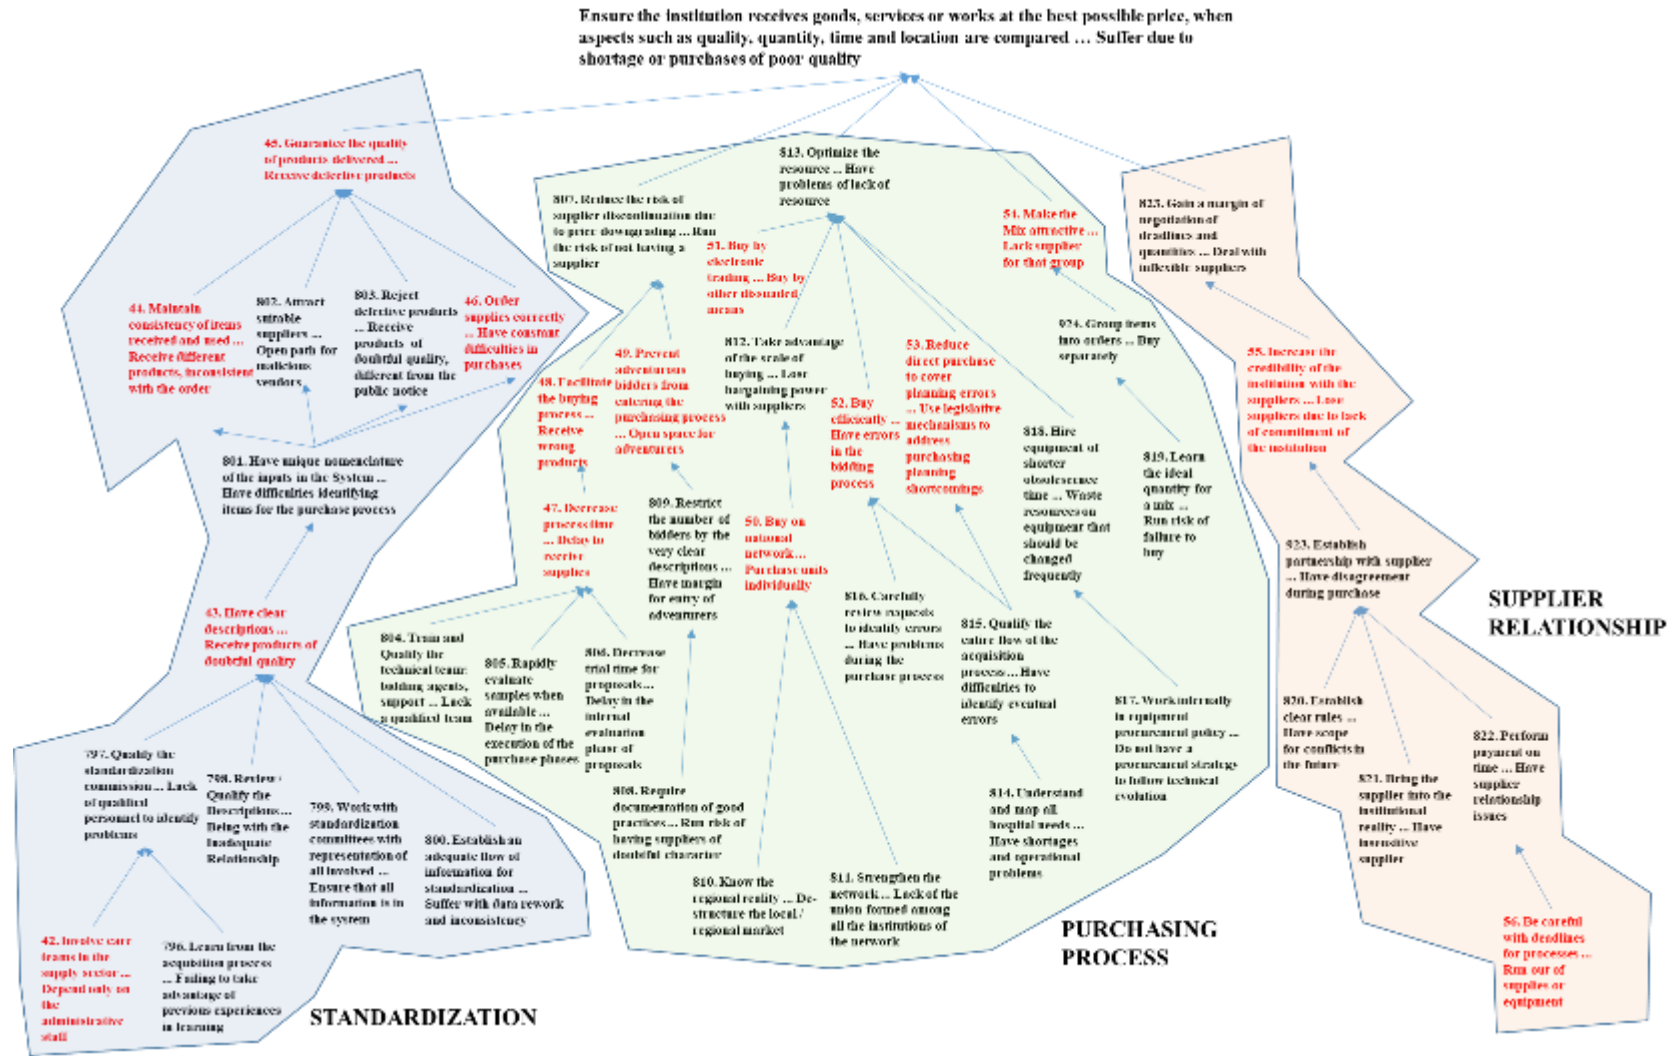 Ensure the institution receives goods, services or works at the best possible price, when
aspects such as quality, quantity, time and location are compared ... Suffer due to
shortage or purchases of poor quality
45. Guarantee the quality
of products delivered ...
Receive defective products
44. Maintain
consistency of items
received and used ...
Receive different
products, inconsistent
with the order
802. Attract
suitable
suppliers ...
Open path for
malicious
vendors
803. Reject
defective products
... Receive
products of
doubtful quality,
different from the
public notice
46. Order
supplies correctly
... Have constant
difficulties in
purchases
801. Have unique nomenclature
of the inputs in the System ...
Have difficulties identifying
items for the purchase process
43. Have clear
descriptions ...
Receive products of
doubtful quality
797. Qualify the
standardization
commission ... Lack
of qualified
personnel to identify
problems
798. Review /
Qualify the
Descriptions ...
Being with the
Inadequate
Relationship
799. Work with
standardization
committees with
representation of
all involved ...
Ensure that all
information is in
the system
800. Establish an
adequate flow of
information for
standardization ...
Suffer with data rework
and inconsistency
42. Involve care
teams in the
supply sector ...
Depend only on
the
administrative
staff
796. Learn from the
acquisition process
... Failing to take
advantage of
previous experiences
in learning
STANDARDIZATION
807. Reduce the risk of
supplier discontinuation due
to price downgrading ... Run
the risk of not having a
supplier
813. Optimize the
resource ... Have
problems of lack of
resource
51. Buy by
electronic
trading ... Buy by
other dissuaded
means
54. Make the
Mix attractive ...
Lack supplier
for that group
48. Facilitate
the buying
process ...
Receive
wrong
products
49. Prevent
adventurous
bidders from
entering the
purchasing process
... Open space for
adventurers
812. Take advantage
of the scale of
buying ... Lose
bargaining power
with suppliers
52. Buy
efficiently ...
Have errors
in the
bidding
process
53. Reduce
direct purchase
to cover
planning errors
... Use legislative
mechanisms to
address
purchasing
planning
shortcomings
924. Group items
into orders ... Buy
separately
818. Hire
equipment of
shorter
obsolescence
time ... Waste
resources on
equipment that
should be
changed
frequently
819. Learn
the ideal
quantity for
a mix ...
Run risk of
failure to
buy
47. Decrease
process time
... Delay to
receive
supplies
809. Restrict
the number of
bidders by the
very clear
descriptions ...
Have margin
for entry of
adventurers
50. Buy on
national
network ...
Purchase units
individually
804. Train and
Qualify the
technical team:
bidding agents,
support ... Lack
a qualified team
805. Rapidly
evaluate
samples when
available ...
Delay in the
execution of the
purchase phases
806. Decrease
trial time for
proposals ...
Delay in the
internal
evaluation
phase of
proposals
816. Carefully
review requests
to identify errors
... Have problems
during the
purchase process
815. Qualify the
entire flow of the
acquisition
process ... Have
difficulties to
identify eventual
errors
817. Work internally
in equipment
procurement policy ...
Do not have a
procurement strategy
to follow technical
evolution
808. Require
documentation of good
practices ... Run risk of
having suppliers of
doubtful character
814. Understand
and map all
hospital needs ...
Have shortages
and operational
problems
810. Know the
regional reality ... De-
structure the local /
regional market
811. Strengthen the
network ... Lack of the
union formed among
all the institutions of
the network
PURCHASING
PROCESS
823. Gain a margin of
negotiation of
deadlines and
quantities ... Deal with
inflexible suppliers
55. Increase the
credibility of the
institution with the
suppliers ... Lose
suppliers due to lack
of commitment of
the institution
923. Establish
partnership with supplier
... Have disagreement
during purchase
820. Establish
clear rules ...
Have scope
for conflicts in
the future
821. Bring the
supplier into the
institutional
reality ... Have
insensitive
supplier
822. Perform
payment on
time ... Have
supplier
relationship
issues
56. Be careful
with deadlines
for processes ...
Run out of
supplies or
equipment
SUPPLIER
RELATIONSHIP